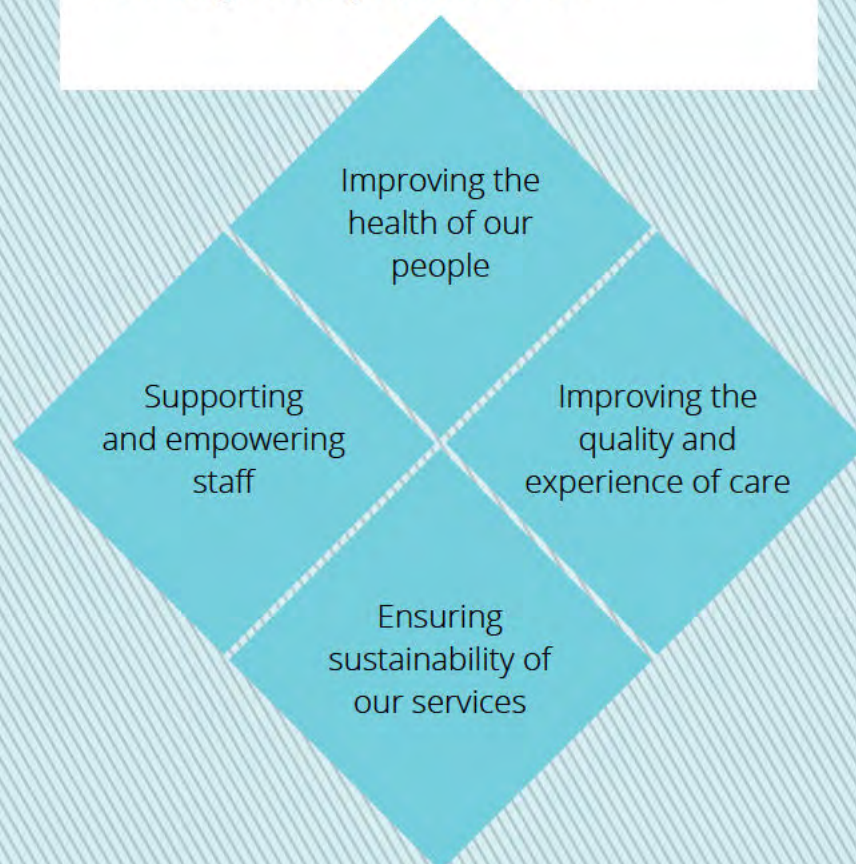 Improving the
health of our
people
Supporting
and empowering
staff
Improving the
quality and
experience of care
Ensuring
sustainability of
our services